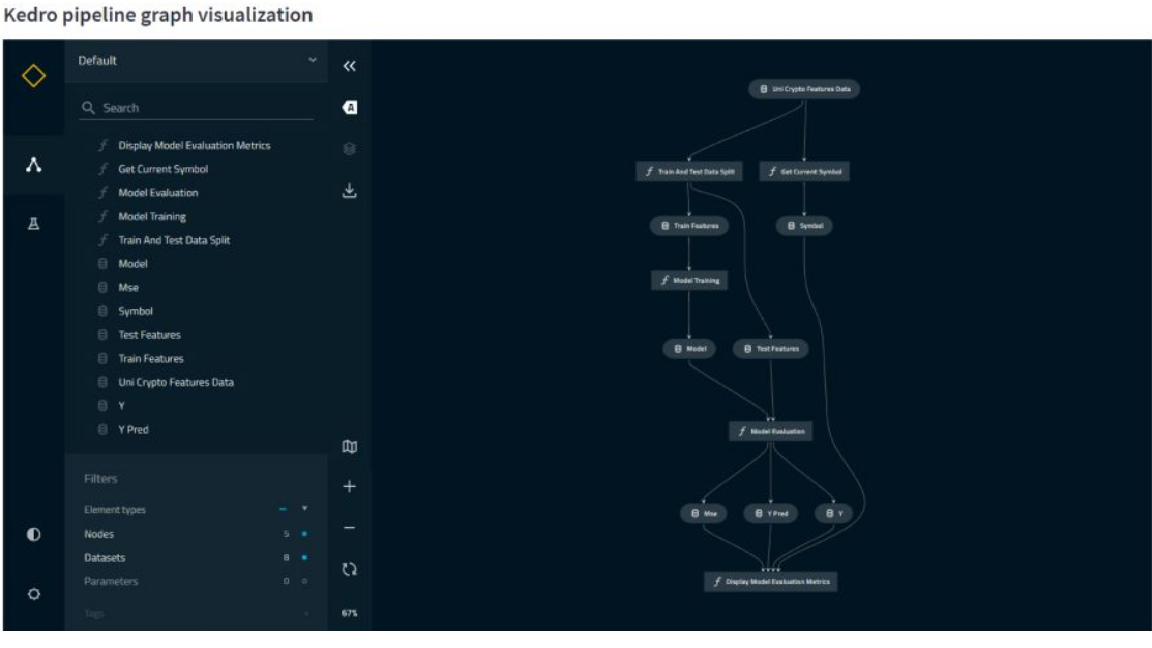 Kedro pipeline graph visualization
Default
Search
Display Model Evaluation Metrics
Get Current Symbol
Model Evaluation
Model Training
Train And Test Data Split
Model
Mse
Symbol
Test Features
Train Features
Uni Crypto Features Data
Y
Y Pred
Filters
Element types
Nodes 5
Datasets 8
Parameters 0
Tags
A
67%
Uni Crypto Features Data
Train And Test Data Split
Get Current Symbol
Train Features
Symbol
Model Training
Model
Test Features
Model Evaluation
Mse
Y Pred
Y
Display Model Evaluation Metrics